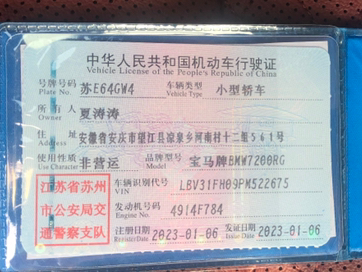 中华人民共和国机动车行驶证
Vehicle License of the People's Republic of China
号牌号码 苏E64GW4 车辆类型 小型轿车
Plate No. Vehicle Type
所有人 夏涛涛
Owner
住址 安徽省安庆市望江县凉泉乡河南村十二组561号
Address
使用性质 非营运 品牌型号 宝马牌BMW7200RG
Use Character Model
江苏省苏州 车辆识别代号 LBV31FH09PM522675
VIN
市公安局交 发动机号码 4914F784
Engine No.
通警察支队 注册日期 2023-01-06 发证日期 2023-01-06
Register Date Issue Date